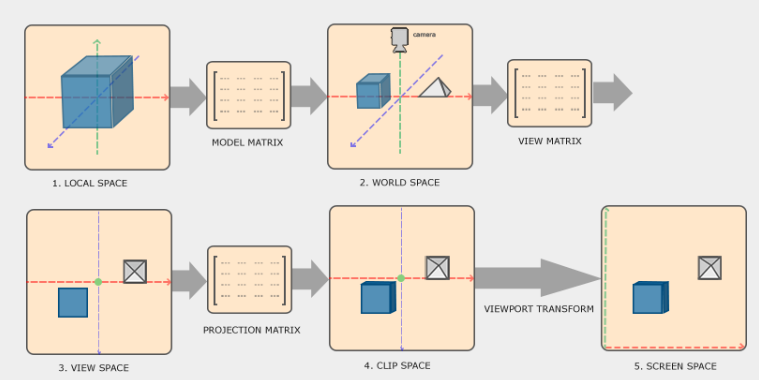 camera
MODEL MATRIX
VIEW MATRIX
1. LOCAL SPACE
2. WORLD SPACE
PROJECTION MATRIX
VIEWPORT TRANSFORM
3. VIEW SPACE
4. CLIP SPACE
5. SCREEN SPACE